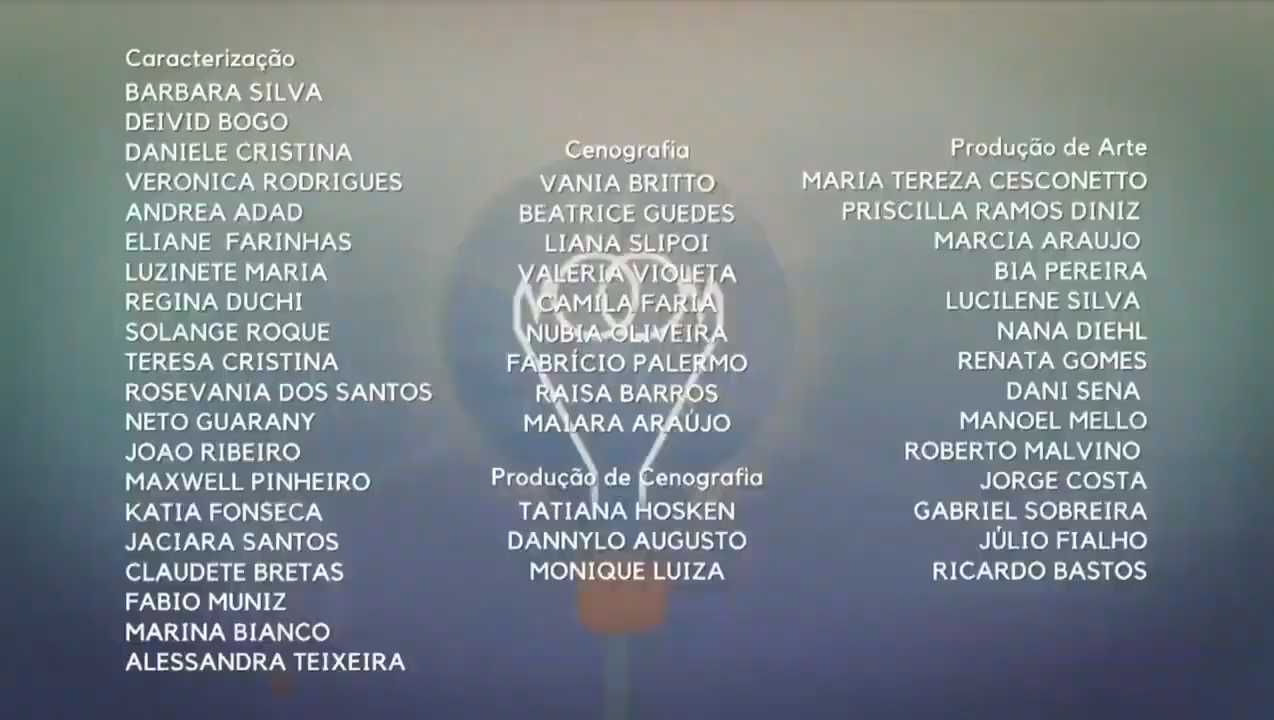 Caracterização
BARBARA SILVA
DEIVID BOGO
DANIELE CRISTINA
VERONICA RODRIGUES
ANDREA ADAD
ELIANE FARINHAS
LUZINETE MARIA
REGINA DUCHI
SOLANGE ROQUE
TERESA CRISTINA
ROSEVANIA DOS SANTOS
NETO GUARANY
JOAO RIBEIRO
MAXWELL PINHEIRO
KATIA FONSECA
JACIARA SANTOS
CLAUDETE BRETAS
FABIO MUNIZ
MARINA BIANCO
ALESSANDRA TEIXEIRA
Cenografia
VANIA BRITTO
BEATRICE GUEDES
LIANA SLIPOI
VALERIA VIOLETA
CAMILA FARIA
NUBIA OLIVEIRA
FABRÍCIO PALERMO
RAISA BARROS
MAIARA ARAÚJO
Produção de Cenografia
TATIANA HOSKEN
DANNYLO AUGUSTO
MONIQUE LUIZA
Produção de Arte
MARIA TEREZA CESCONETTO
PRISCILLA RAMOS DINIZ
MARCIA ARAUJO
BIA PEREIRA
LUCILENE SILVA
NANA DIEHL
RENATA GOMES
DANI SENA
MANOEL MELLO
ROBERTO MALVINO
JORGE COSTA
GABRIEL SOBREIRA
JÚLIO FIALHO
RICARDO BASTOS